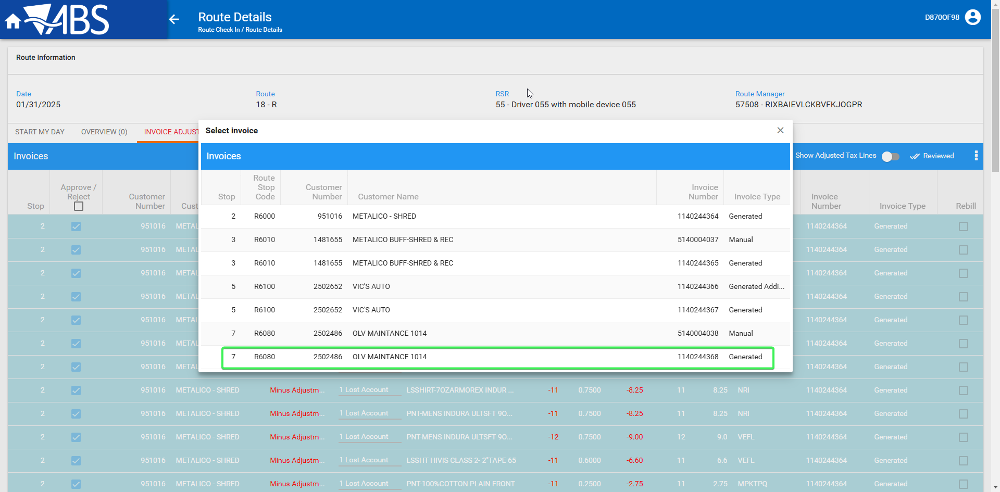 ABS
Route Details
Route Check In / Route Details
D870OF98
Route Information
Date
01/31/2025
Route
18 - R
RSR
55 - Driver 055 with mobile device 055
Route Manager
57508 - RIXBAIEVLCKBVFKJOGPR
START MY DAY OVERVIEW (0) INVOICE ADJUST
Select invoice
Invoices
Show Adjusted Tax Lines Reviewed
Invoices
Stop Approve / Reject Customer Number Cust Invoice Number Invoice Type Rebill
Stop Route Stop Code Customer Number Customer Name Invoice Number Invoice Type
2 R6000 951016 METALICO - SHRED 1140244364 Generated
3 R6010 1481655 METALICO BUFF-SHRED & REC 5140004037 Manual
3 R6010 1481655 METALICO BUFF-SHRED & REC 1140244365 Generated
5 R6100 2502652 VIC'S AUTO 1140244366 Generated Addi...
5 R6100 2502652 VIC'S AUTO 1140244367 Generated
7 R6080 2502486 OLV MAINTANCE 1014 5140004038 Manual
7 R6080 2502486 OLV MAINTANCE 1014 1140244368 Generated
2 951016 METAL 1140244364 Generated
2 951016 METAL 1140244364 Generated
2 951016 METAL 1140244364 Generated
2 951016 METAL 1140244364 Generated
2 951016 METAL 1140244364 Generated
2 951016 METAL 1140244364 Generated
2 951016 METAL 1140244364 Generated
2 951016 METALICO - SHRED Minus Adjustm... 1 Lost Account LSSHIRT-7OZARMOREX INDUR ... -11 0.7500 -8.25 11 8.25 NRI 1140244364 Generated
2 951016 METALICO - SHRED Minus Adjustm... 1 Lost Account PNT-MENS INDURA ULTSFT 9O... -11 0.7500 -8.25 11 8.25 NRI 1140244364 Generated
2 951016 METALICO - SHRED Minus Adjustm... 1 Lost Account PNT-MENS INDURA ULTSFT 9O... -12 0.7500 -9.00 12 9.0 VEFL 1140244364 Generated
2 951016 METALICO - SHRED Minus Adjustm... 1 Lost Account LSSHT HIVIS CLASS 2- 2"TAPE 65 -11 0.6000 -6.60 11 6.6 VEFL 1140244364 Generated
2 951016 METALICO - SHRED Minus Adjustm... 1 Lost Account PNT-100%COTTON PLAIN FRONT -11 0.2500 -2.75 11 2.75 MPKTPQ 1140244364 Generated